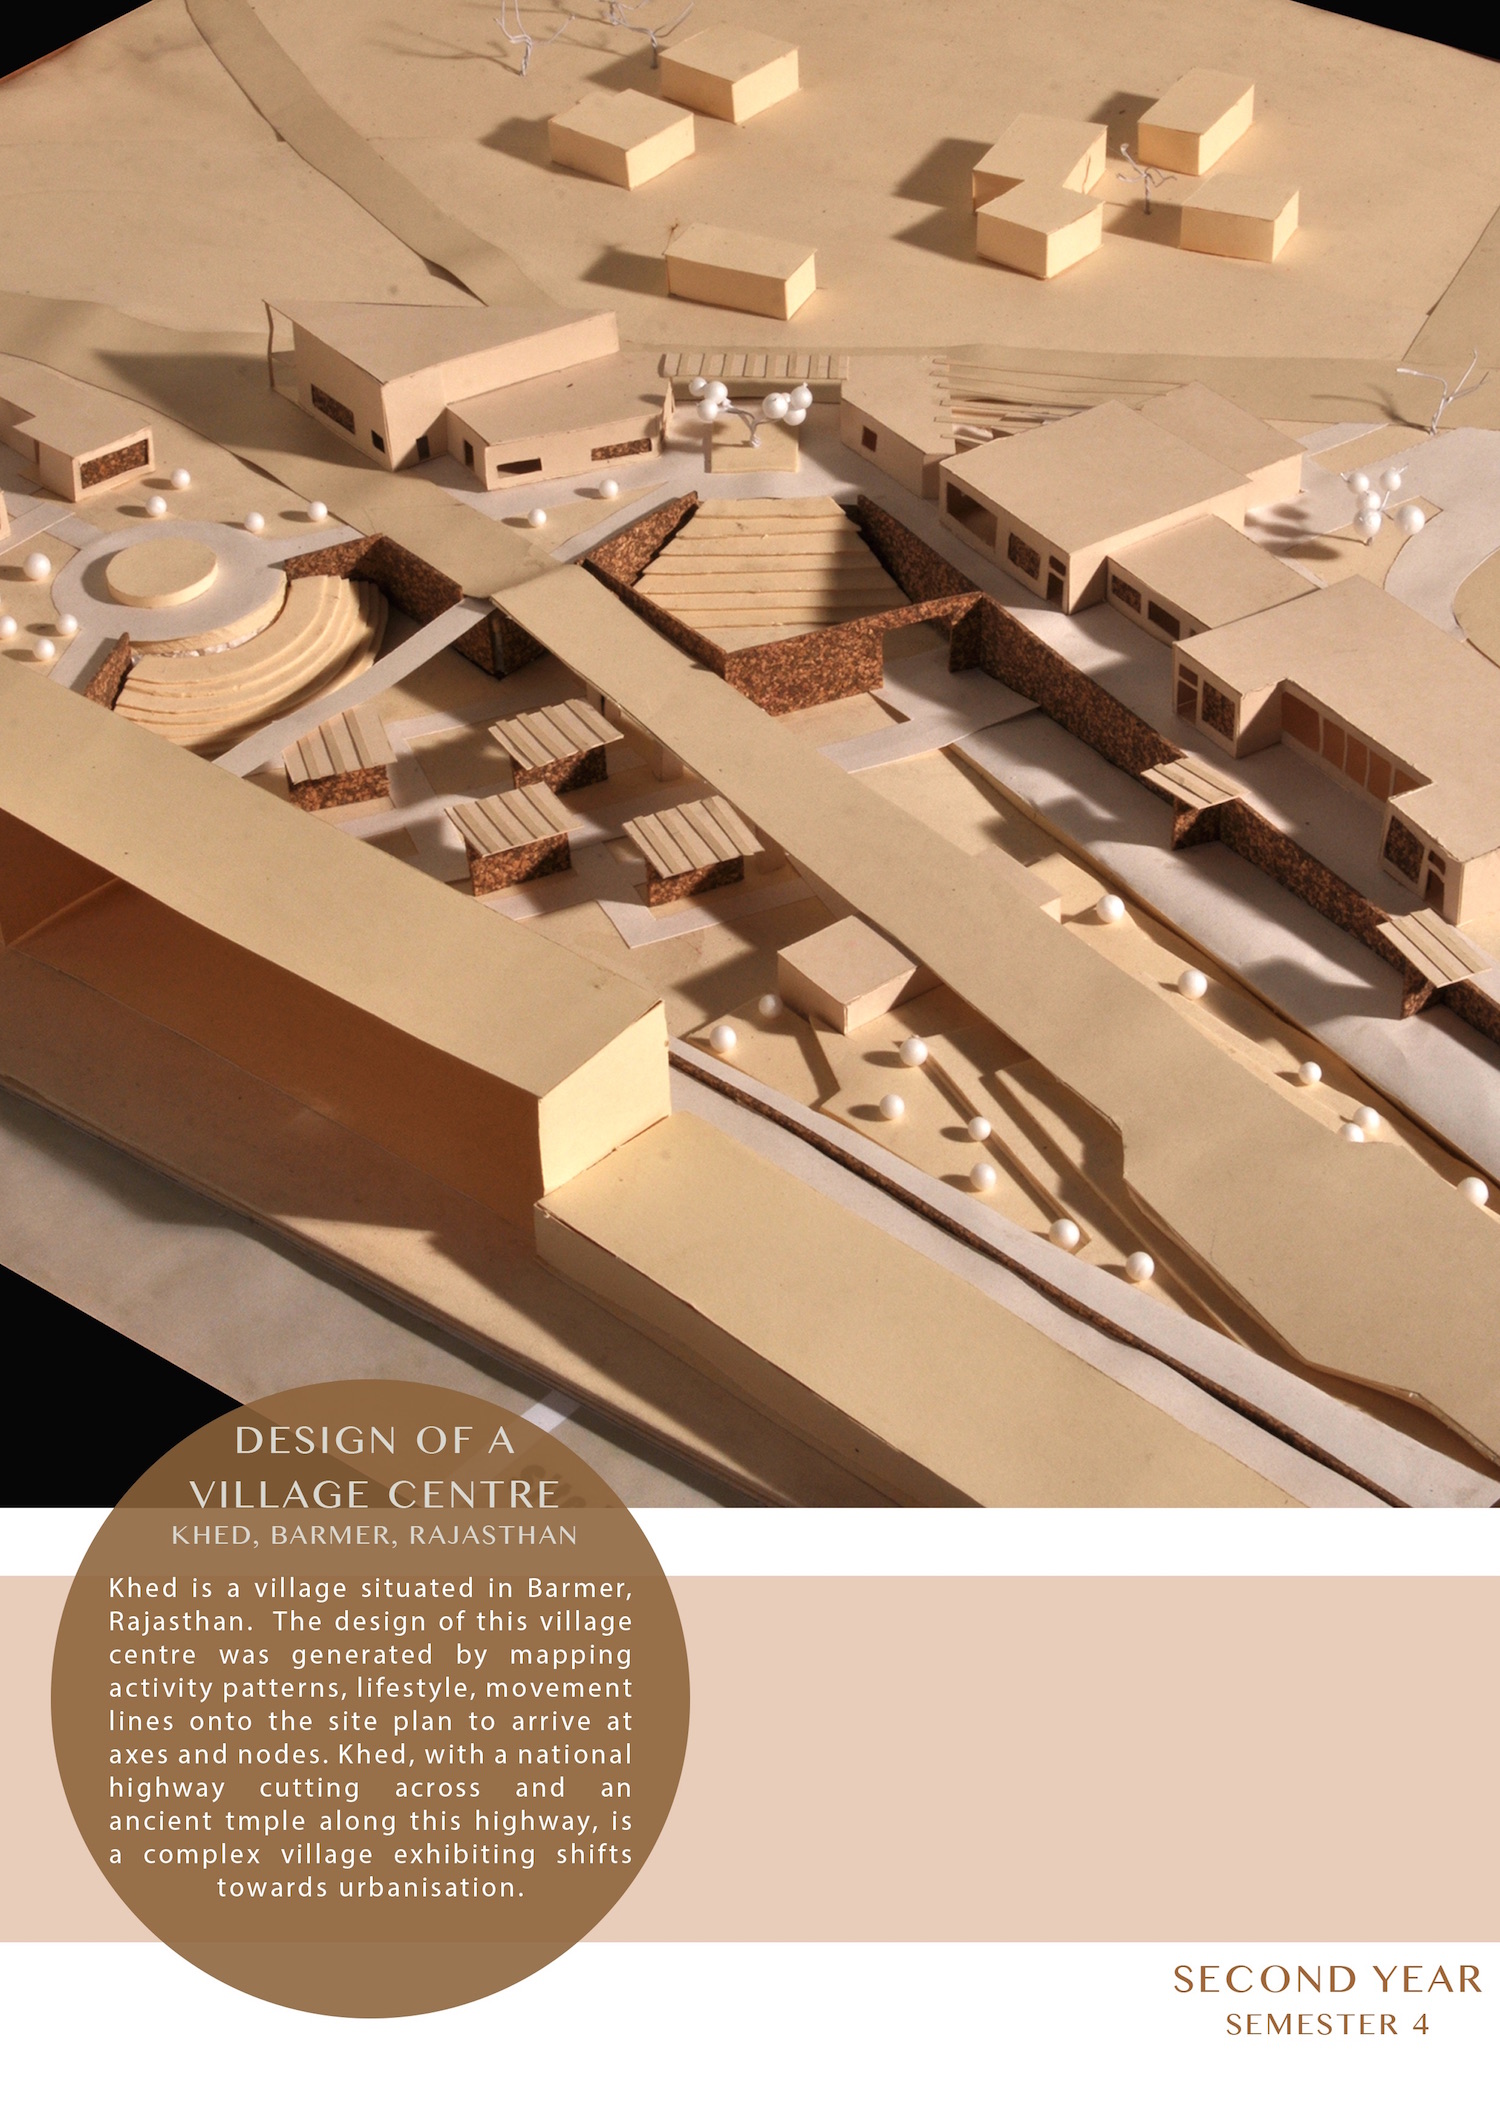 DESIGN OF A
VILLAGE CENTRE
KHED, BARMER, RAJASTHAN
Khed is a village situated in Barmer,
Rajasthan. The design of this village
centre was generated by mapping
activity patterns, lifestyle, movement
lines onto the site plan to arrive at
axes and nodes. Khed, with a national
highway cutting across and an
ancient tmple along this highway, is
a complex village exhibiting shifts
towards urbanisation.
SECOND YEAR
SEMESTER 4